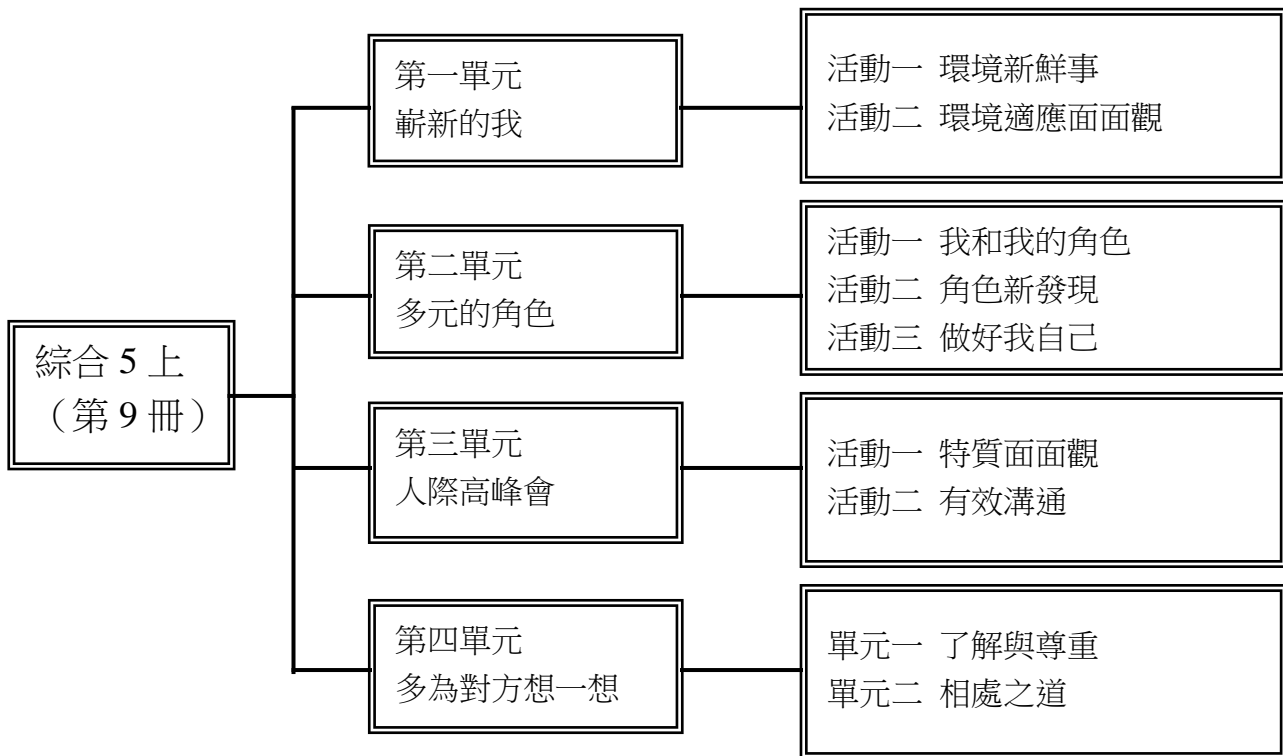 綜合 5 上
（第 9 冊）
第一單元
嶄新的我
活動一 環境新鮮事
活動二 環境適應面面觀
第二單元
多元的角色
活動一 我和我的角色
活動二 角色新發現
活動三 做好我自己
第三單元
人際高峰會
活動一 特質面面觀
活動二 有效溝通
第四單元
多為對方想一想
單元一 了解與尊重
單元二 相處之道